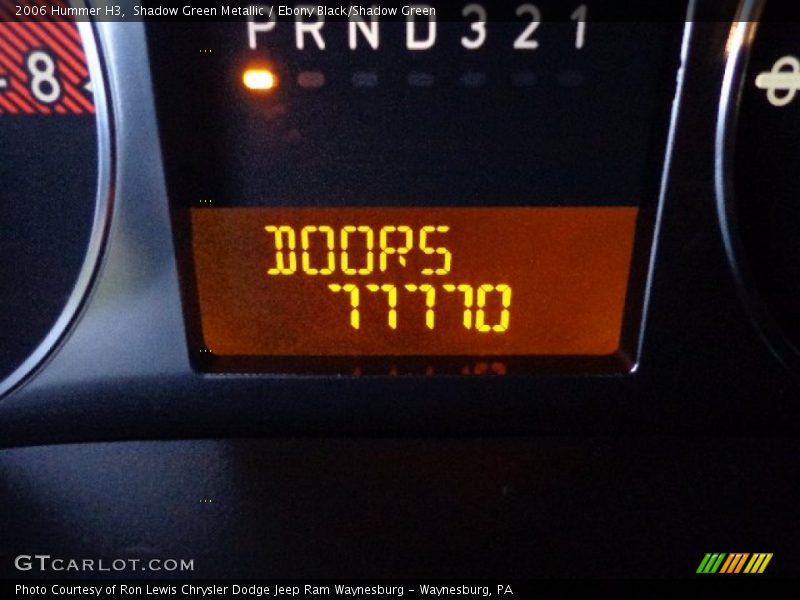 2006 Hummer H3,  Shadow Green Metallic / Ebony Black/Shadow Green
P R N D 3 2 1
8
DOORS
77770
GTCARLOT.COM
Photo Courtesy of Ron Lewis Chrysler Dodge Jeep Ram Waynesburg - Waynesburg, PA